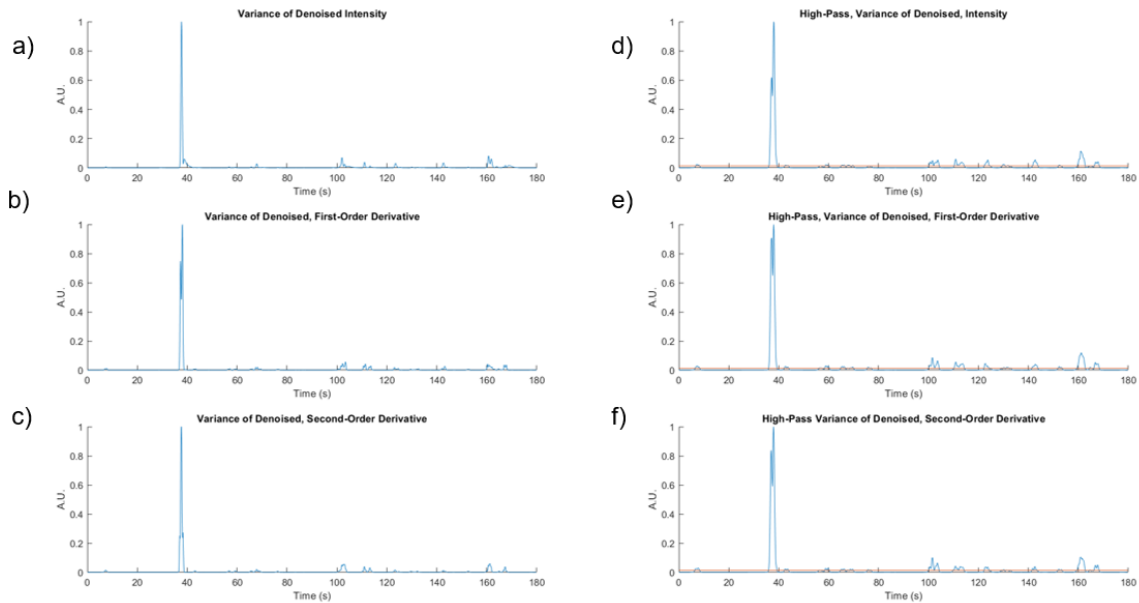 a)
Variance of Denoised Intensity
A.U.
1
0.8
0.6
0.4
0.2
0
0 20 40 60 80 100 120 140 160 180
Time (s)
b)
Variance of Denoised, First-Order Derivative
A.U.
1
0.8
0.6
0.4
0.2
0
0 20 40 60 80 100 120 140 160 180
Time (s)
c)
Variance of Denoised, Second-Order Derivative
A.U.
1
0.8
0.6
0.4
0.2
0
0 20 40 60 80 100 120 140 160 180
Time (s)
d)
High-Pass, Variance of Denoised, Intensity
A.U.
1
0.8
0.6
0.4
0.2
0
0 20 40 60 80 100 120 140 160 180
Time (s)
e)
High-Pass, Variance of Denoised, First-Order Derivative
A.U.
1
0.8
0.6
0.4
0.2
0
0 20 40 60 80 100 120 140 160 180
Time (s)
f)
High-Pass Variance of Denoised, Second-Order Derivative
A.U.
1
0.8
0.6
0.4
0.2
0
0 20 40 60 80 100 120 140 160 180
Time (s)